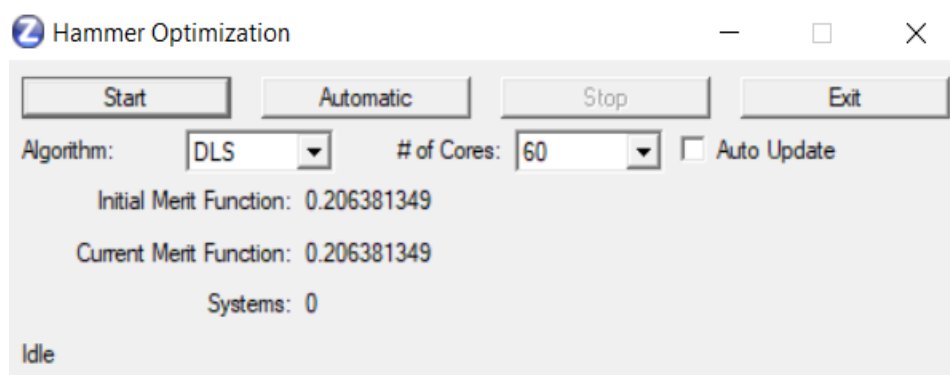 Z Hammer Optimization
Start Automatic Stop Exit
Algorithm: DLS # of Cores: 60 Auto Update
Initial Merit Function: 0.206381349
Current Merit Function: 0.206381349
Systems: 0
Idle